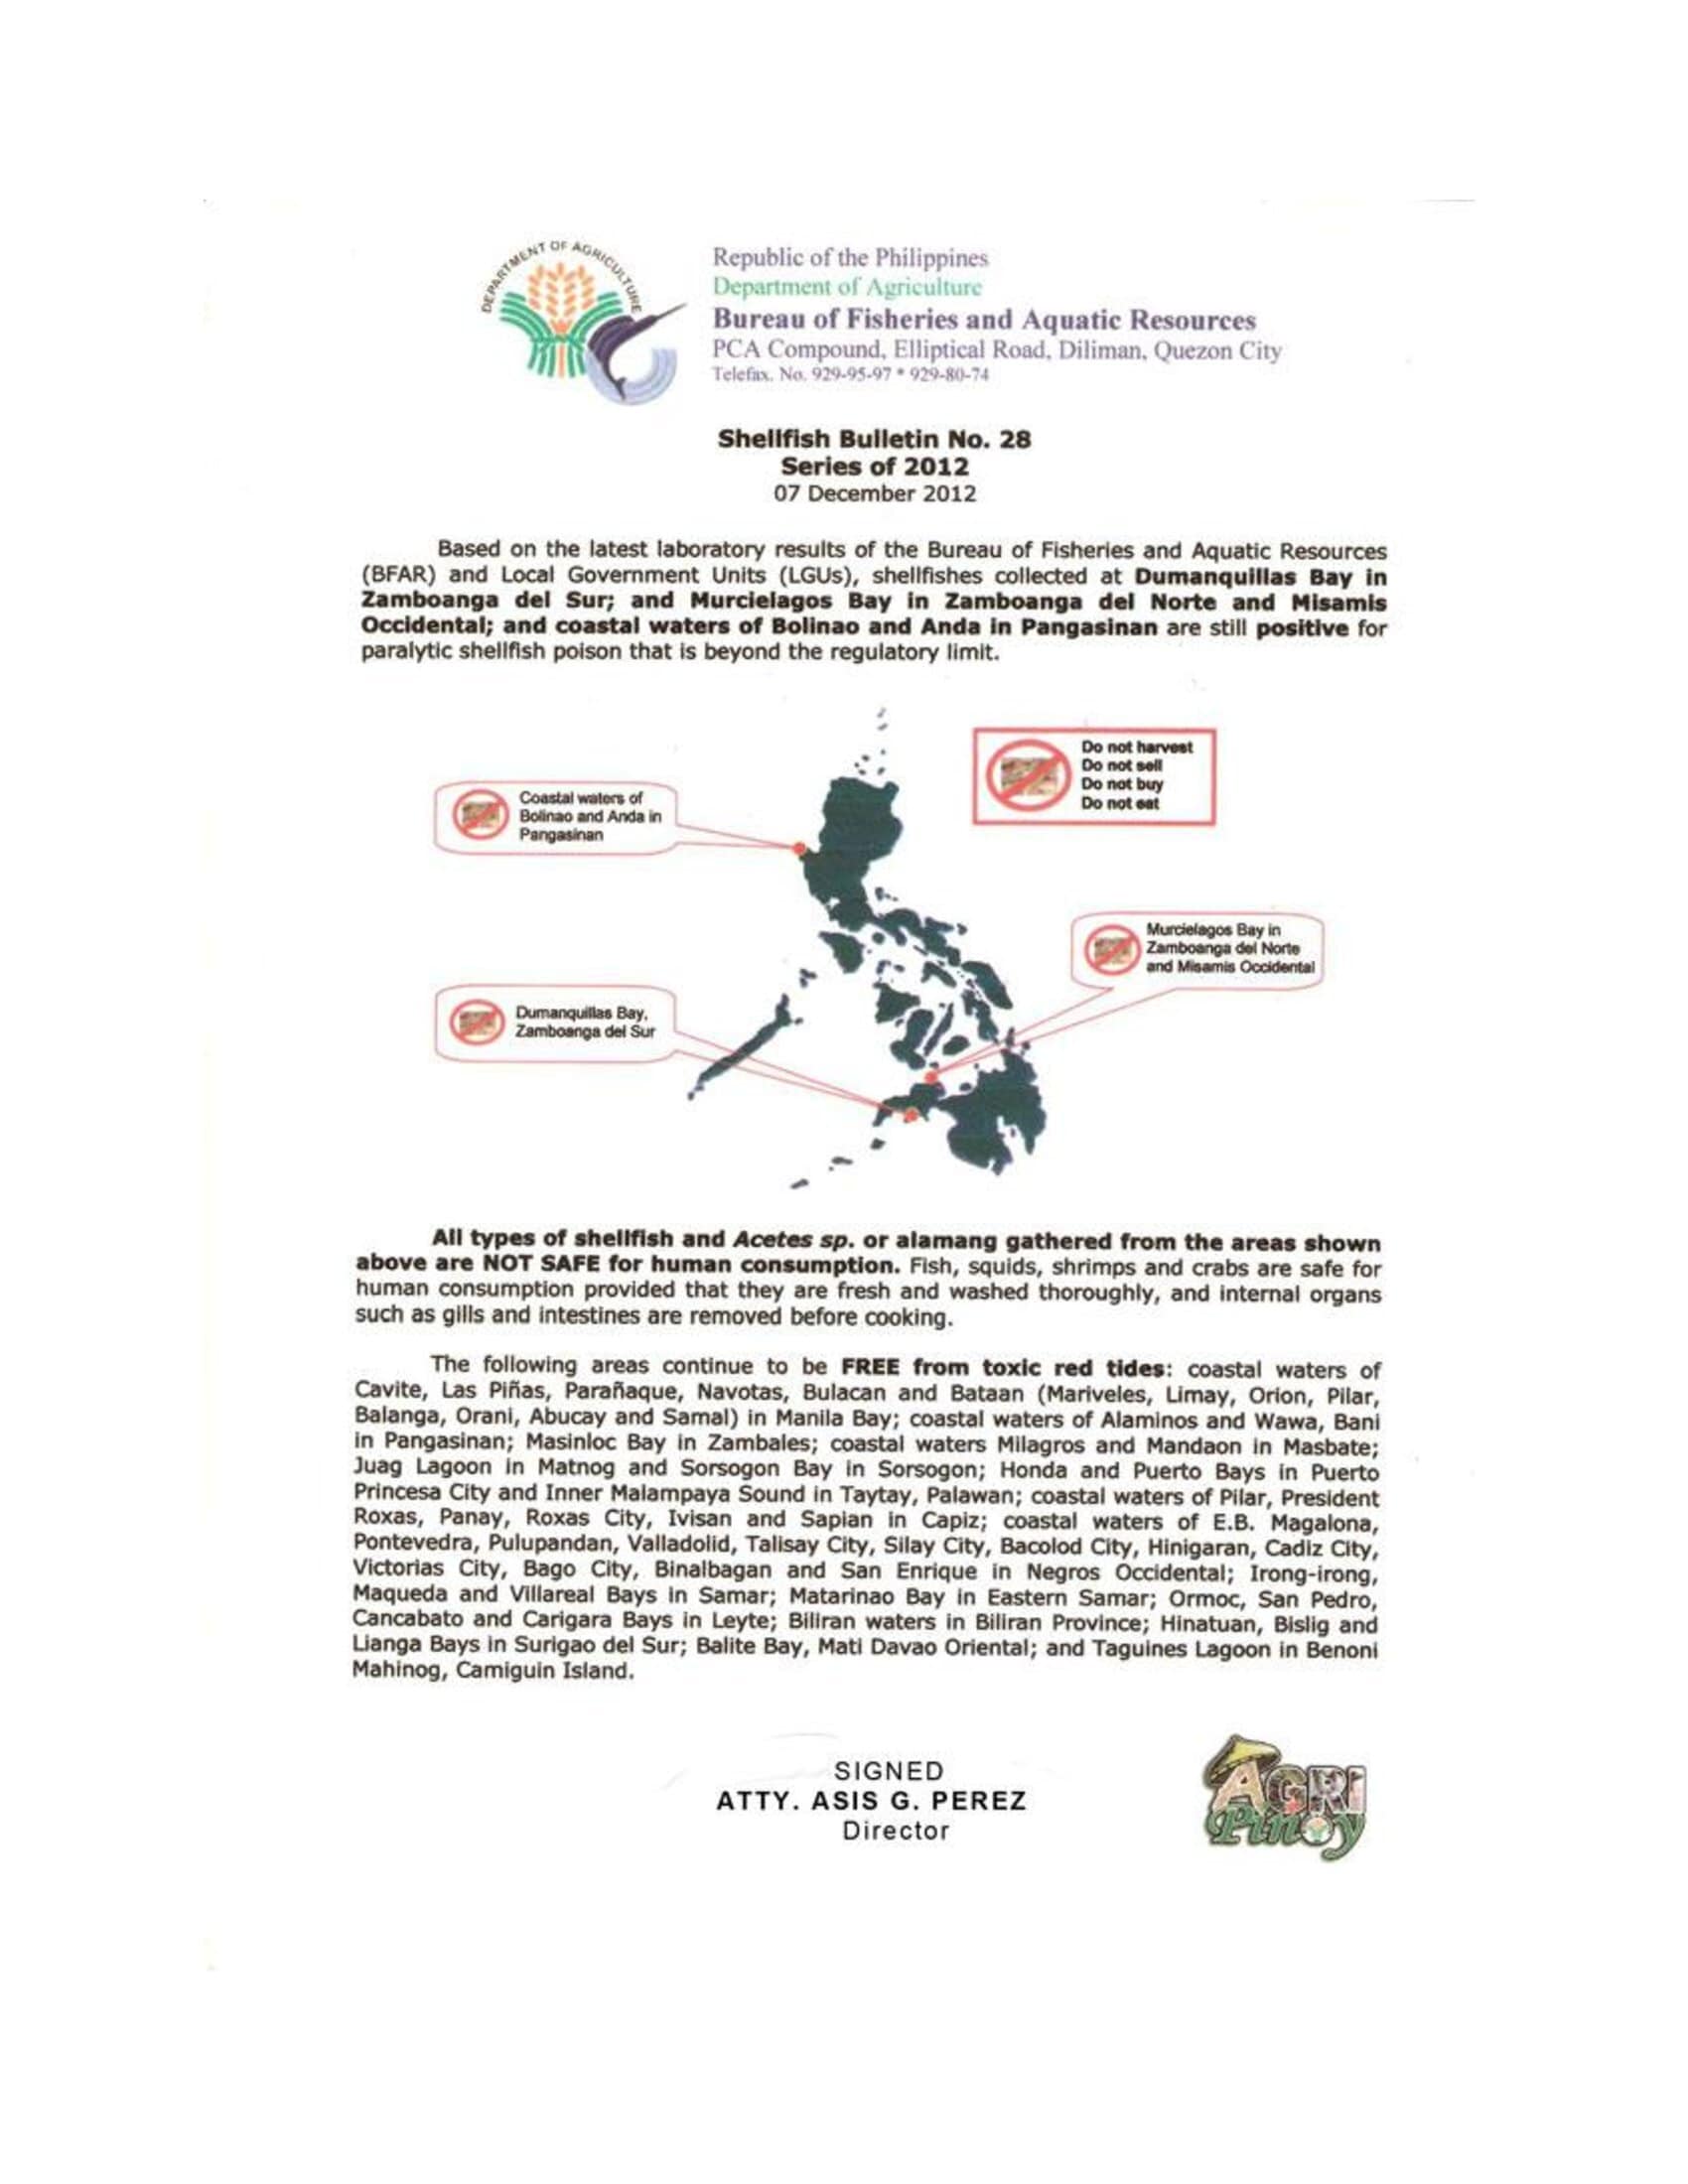 DEPARTMENT OF AGRICULTURE
Republic of the Philippines
Department of Agriculture
Bureau of Fisheries and Aquatic Resources
PCA Compound, Elliptical Road, Diliman, Quezon City
Telefax. No. 929-95-97 * 929-80-74
Shellfish Bulletin No. 28
Series of 2012
07 December 2012
Based on the latest laboratory results of the Bureau of Fisheries and Aquatic Resources
(BFAR) and Local Government Units (LGUs), shellfishes collected at Dumanquillas Bay in
Zamboanga del Sur; and Murcielagos Bay in Zamboanga del Norte and Misamis
Occidental; and coastal waters of Bolinao and Anda in Pangasinan are still positive for
paralytic shellfish poison that is beyond the regulatory limit.
Do not harvest
Do not sell
Do not buy
Do not eat
Coastal waters of
Bolinao and Anda in
Pangasinan
Murcielagos Bay in
Zamboanga del Norte
and Misamis Occidental
Dumanquillas Bay,
Zamboanga del Sur
All types of shellfish and Acetes sp. or alamang gathered from the areas shown
above are NOT SAFE for human consumption. Fish, squids, shrimps and crabs are safe for
human consumption provided that they are fresh and washed thoroughly, and internal organs
such as gills and intestines are removed before cooking.
The following areas continue to be FREE from toxic red tides: coastal waters of
Cavite, Las Piñas, Parañaque, Navotas, Bulacan and Bataan (Mariveles, Limay, Orion, Pilar,
Balanga, Orani, Abucay and Samal) in Manila Bay; coastal waters of Alaminos and Wawa, Bani
in Pangasinan; Masinloc Bay in Zambales; coastal waters Milagros and Mandaon in Masbate;
Juag Lagoon in Matnog and Sorsogon Bay in Sorsogon; Honda and Puerto Bays in Puerto
Princesa City and Inner Malampaya Sound in Taytay, Palawan; coastal waters of Pilar, President
Roxas, Panay, Roxas City, Ivisan and Sapian in Capiz; coastal waters of E.B. Magalona,
Pontevedra, Pulupandan, Valladolid, Talisay City, Silay City, Bacolod City, Hinigaran, Cadiz City,
Victorias City, Bago City, Binalbagan and San Enrique in Negros Occidental; Irong-irong,
Maqueda and Villareal Bays in Samar; Matarinao Bay in Eastern Samar; Ormoc, San Pedro,
Cancabato and Carigara Bays in Leyte; Biliran waters in Biliran Province; Hinatuan, Bislig and
Lianga Bays in Surigao del Sur; Balite Bay, Mati Davao Oriental; and Taguines Lagoon in Benoni
Mahinog, Camiguin Island.
SIGNED
ATTY. ASIS G. PEREZ
Director
AGRI
Pinoy